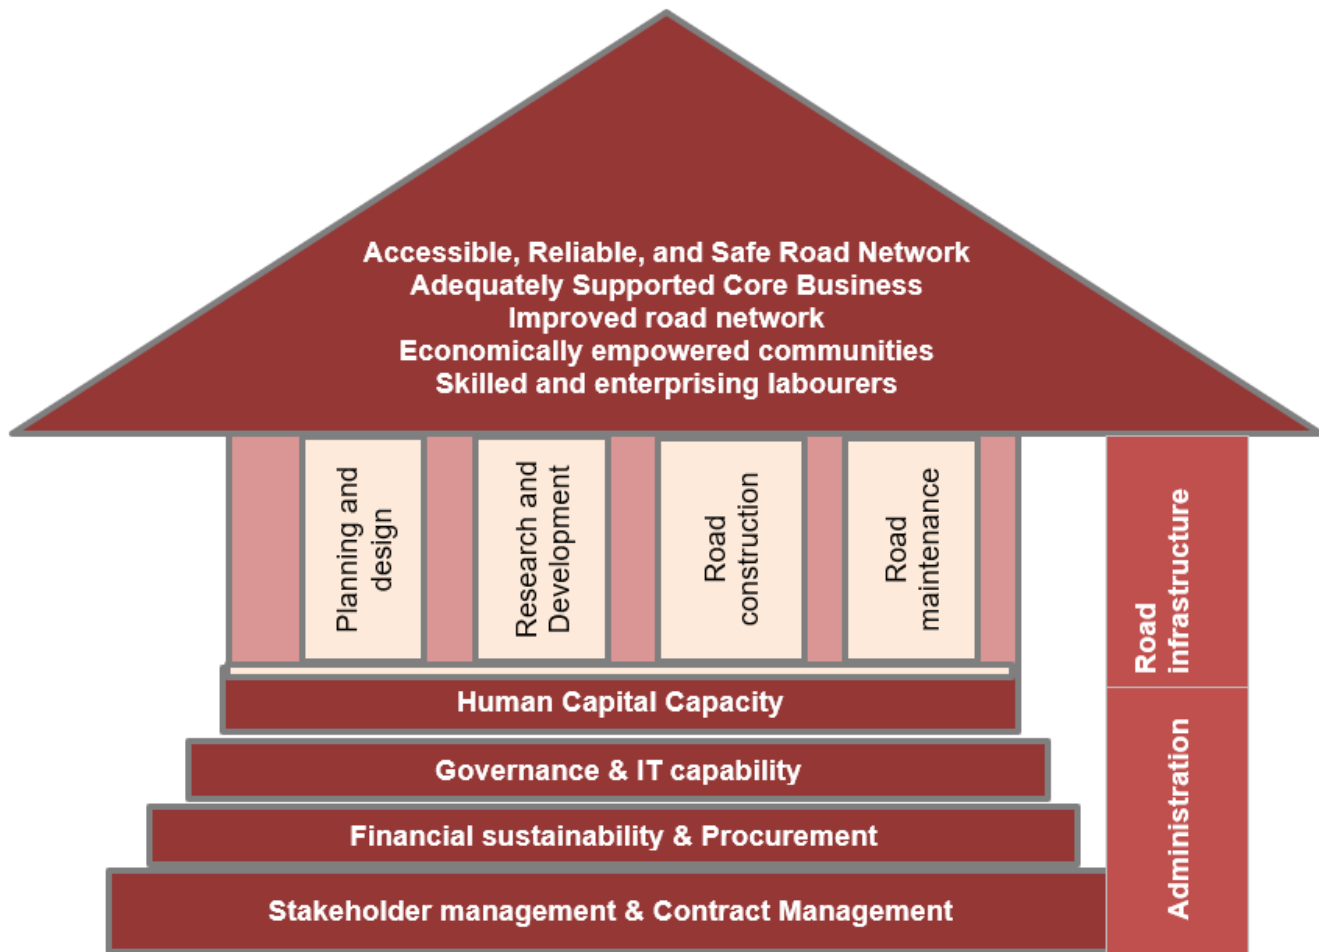 Accessible, Reliable, and Safe Road Network
Adequately Supported Core Business
Improved road network
Economically empowered communities
Skilled and enterprising labourers
Planning and
design
Research and
Development
Road
construction
Road
maintenance
Road
infrastructure
Human Capital Capacity
Governance & IT capability
Financial sustainability & Procurement
Stakeholder management & Contract Management
Administration